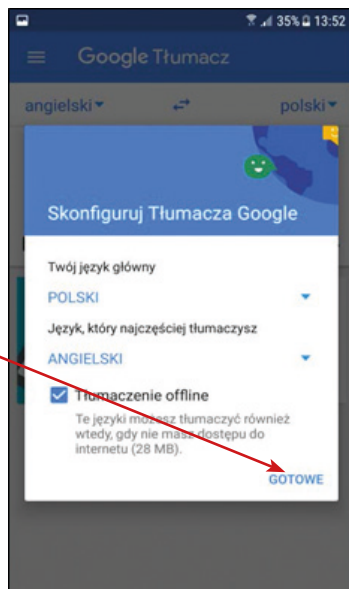 35% 13:52
Google Tłumacz
angielski polski
Skonfiguruj Tłumacza Google
Twój język główny
POLSKI
Język, który najczęściej tłumaczysz
ANGIELSKI
Tłumaczenie offline
Te języki możesz tłumaczyć również
wtedy, gdy nie masz dostępu do
internetu (28 MB).
GOTOWE